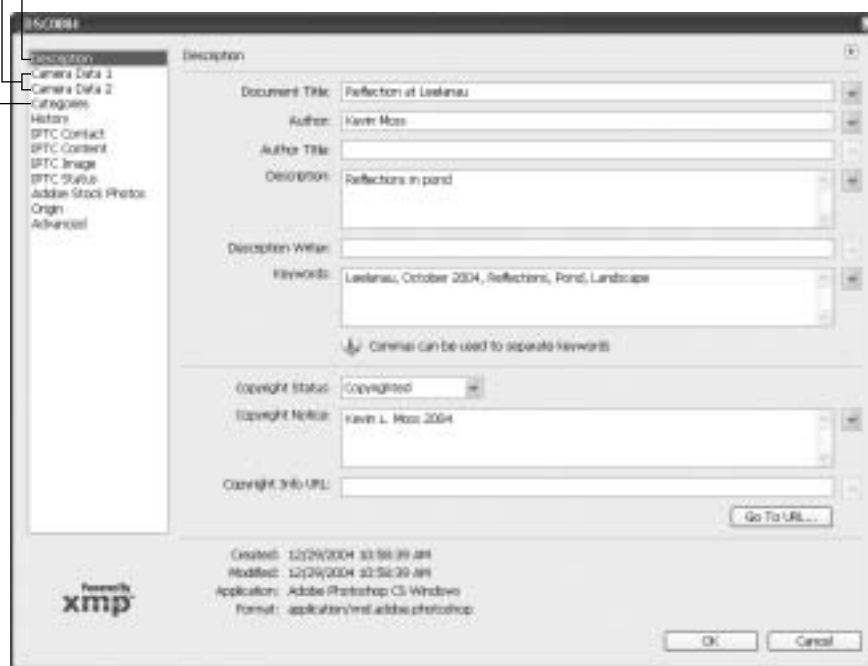 Description
Camera Data 1
Camera Data 2
Categories
History
IPTC Contact
IPTC Content
IPTC Image
IPTC Status
Adobe Stock Photos
Origin
Advanced
Powered By
xmp
Description
Document Title: Reflection at Leelanau
Author: Kevin Moss
Author Title:
Description: Reflections in pond
Description Writer:
Keywords: Leelanau, October 2004, Reflections, Pond, Landscape
Commas can be used to separate keywords
Copyright Status: Copyrighted
Copyright Notice: Kevin L. Moss 2004
Copyright Info URL:
Go To URL...
Created: 12/29/2004 10:58:39 AM
Modified: 12/29/2004 10:58:39 AM
Application: Adobe Photoshop CS Windows
Format: application/vnd.adobe.photoshop
OK Cancel